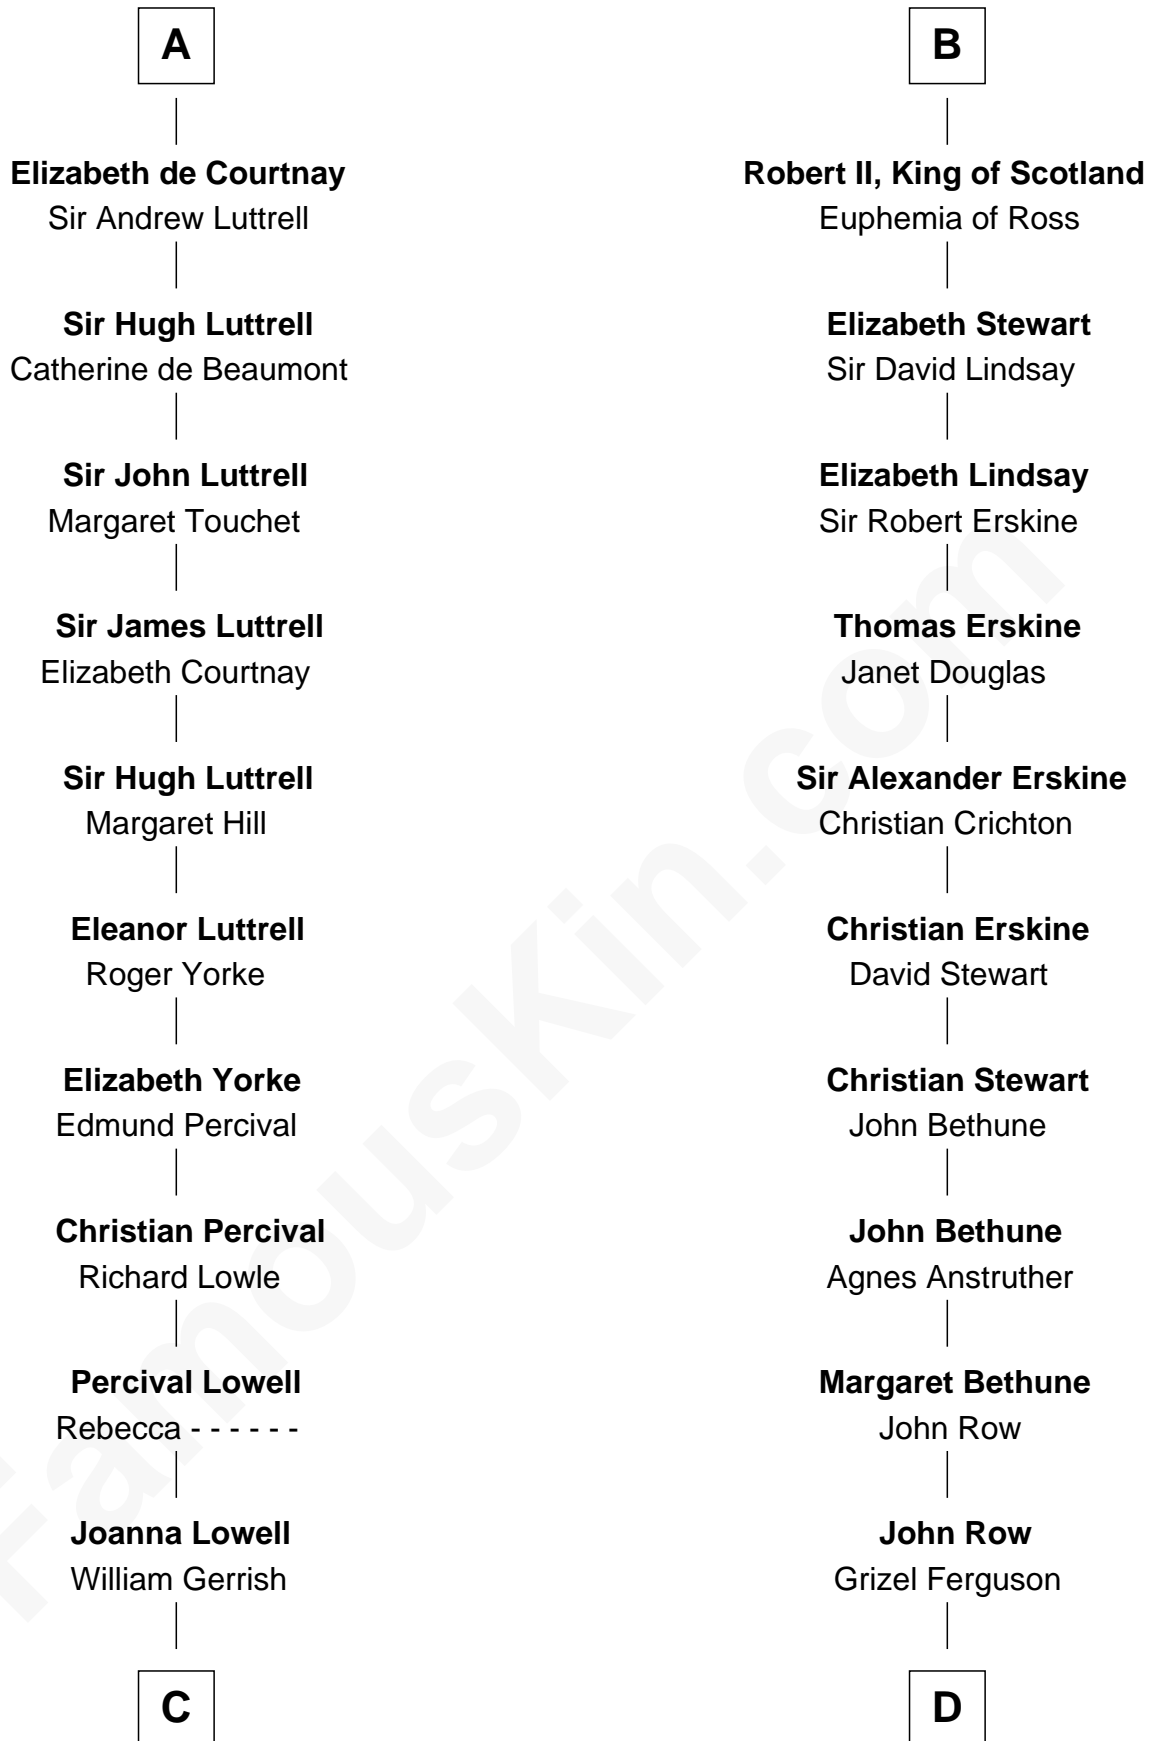 A
Elizabeth de Courtnay
Sir Andrew Luttrell
Sir Hugh Luttrell
Catherine de Beaumont
Sir John Luttrell
Margaret Touchet
Sir James Luttrell
Elizabeth Courtnay
Sir Hugh Luttrell
Margaret Hill
Eleanor Luttrell
Roger Yorke
Elizabeth Yorke
Edmund Percival
Christian Percival
Richard Lowle
Percival Lowell
Rebecca - - - - - -
Joanna Lowell
William Gerrish
C
B
Robert II, King of Scotland
Euphemia of Ross
Elizabeth Stewart
Sir David Lindsay
Elizabeth Lindsay
Sir Robert Erskine
Thomas Erskine
Janet Douglas
Sir Alexander Erskine
Christian Crichton
Christian Erskine
David Stewart
Christian Stewart
John Bethune
John Bethune
Agnes Anstruther
Margaret Bethune
John Row
John Row
Grizel Ferguson
D
FamousKin.com